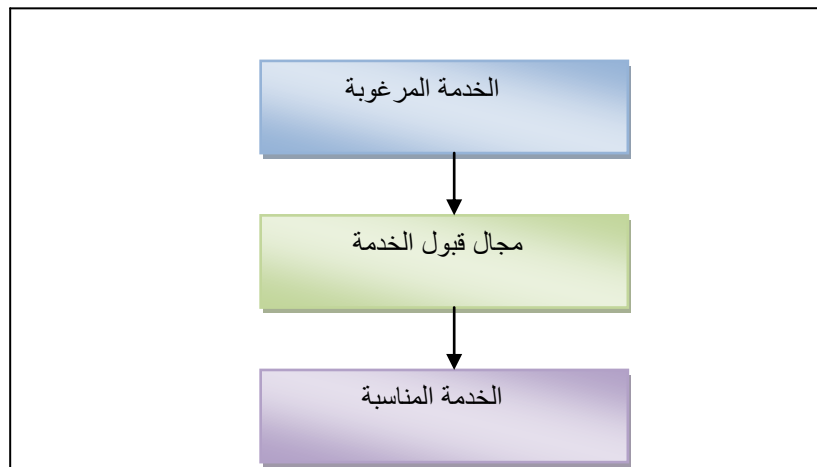 الخدمة المرغوبة
مجال قبول الخدمة
الخدمة المناسبة